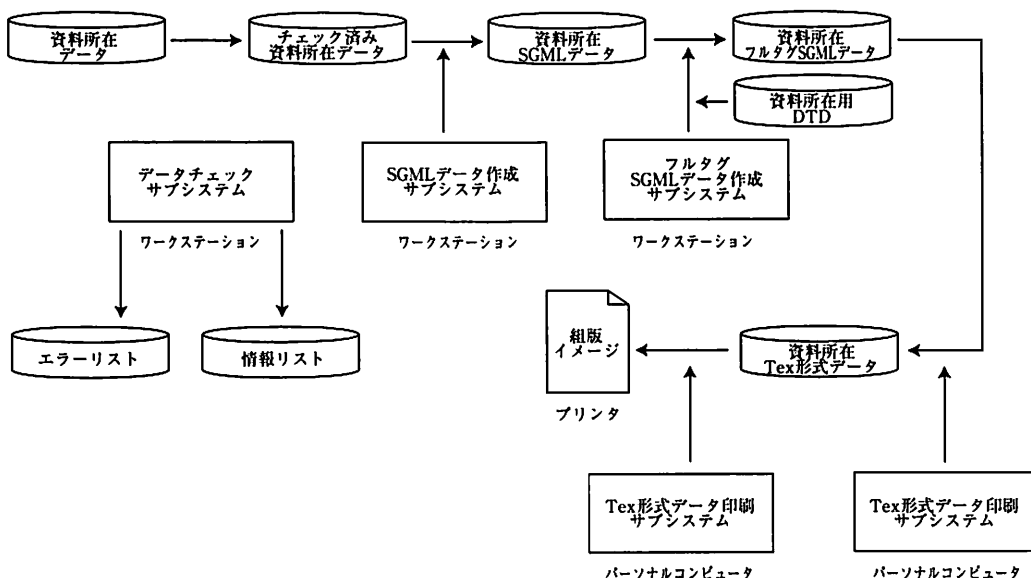 資料所在
データ
チェック済み
資料所在データ
資料所在
SGMLデータ
資料所在
フルタグSGMLデータ
資料所在用
DTD
データチェック
サブシステム
ワークステーション
SGMLデータ作成
サブシステム
ワークステーション
フルタグ
SGMLデータ作成
サブシステム
ワークステーション
エラーリスト
情報リスト
組版
イメージ
プリンタ
資料所在
Tex形式データ
Tex形式データ印刷
サブシステム
パーソナルコンピュータ
Tex形式データ印刷
サブシステム
パーソナルコンピュータ